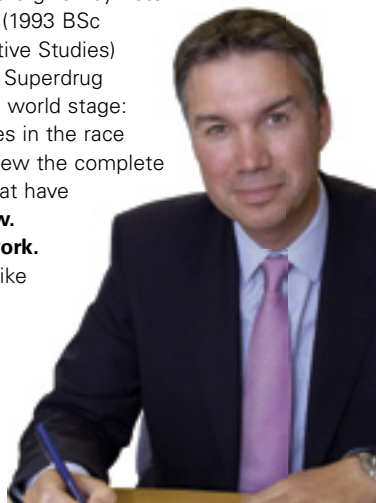 (1993 BSc
tive Studies)
Superdrug
world stage:
es in the race
ew the complete
at have
w.
ork.
ike